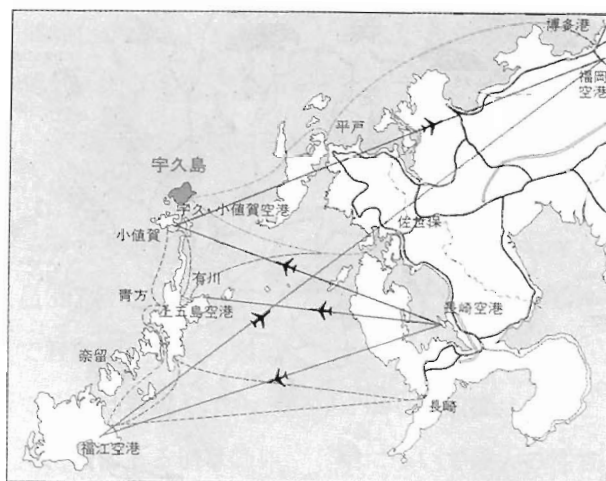 博多港
福岡
空港
平戸
宇久島
宇久・小値賀空港
小値賀
佐世保
有川
青方
上五島空港
長崎空港
奈留
長崎
福江空港